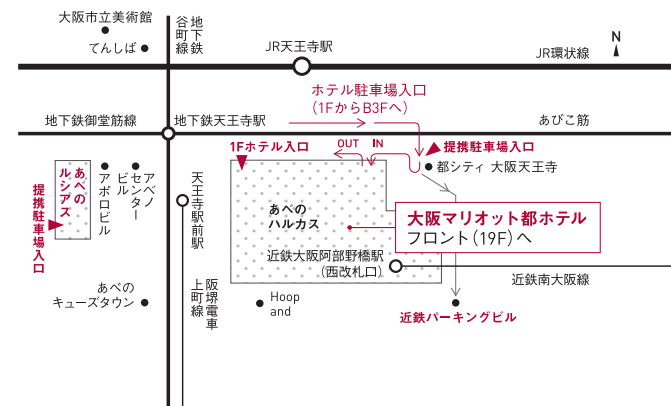 大阪市立美術館
てんしば
地下鉄
谷町線
JR天王寺駅
JR環状線
N
ホテル駐車場入口
(1FからB3Fへ)
地下鉄御堂筋線
地下鉄天王寺駅
あびこ筋
1Fホテル入口
OUT
IN
提携駐車場入口
都シティ 大阪天王寺
あべの
ルシアス
提携駐車場入口
アポロビル
アベノ
センター
ビル
天王寺駅前駅
あべの
ハルカス
大阪マリオット都ホテル
フロント(19F)へ
近鉄大阪阿部野橋駅
(西改札口)
近鉄南大阪線
あべの
キューズタウン
阪堺電車
上町線
Hoop
and
近鉄パーキングビル